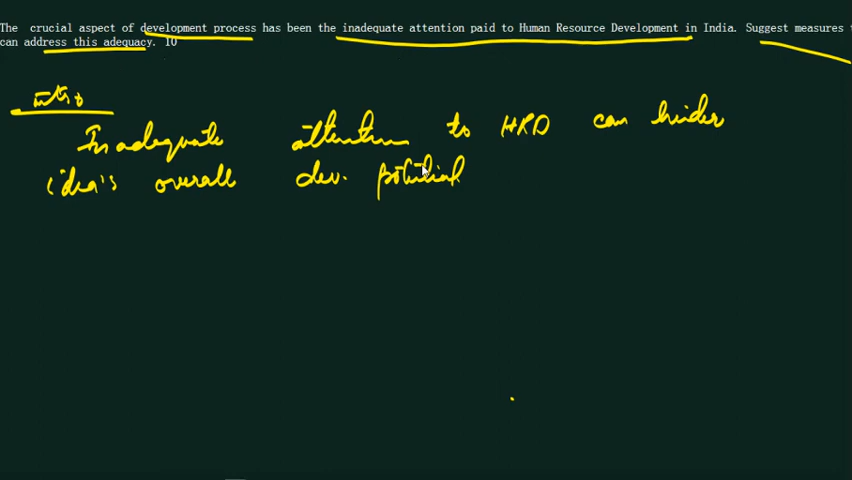 The crucial aspect of development process has been the inadequate attention paid to Human Resource Development in India. Suggest measures
can address this adequacy. 10
intro
Inadequate attention to HRD can hinder
idea's overall dev. potential